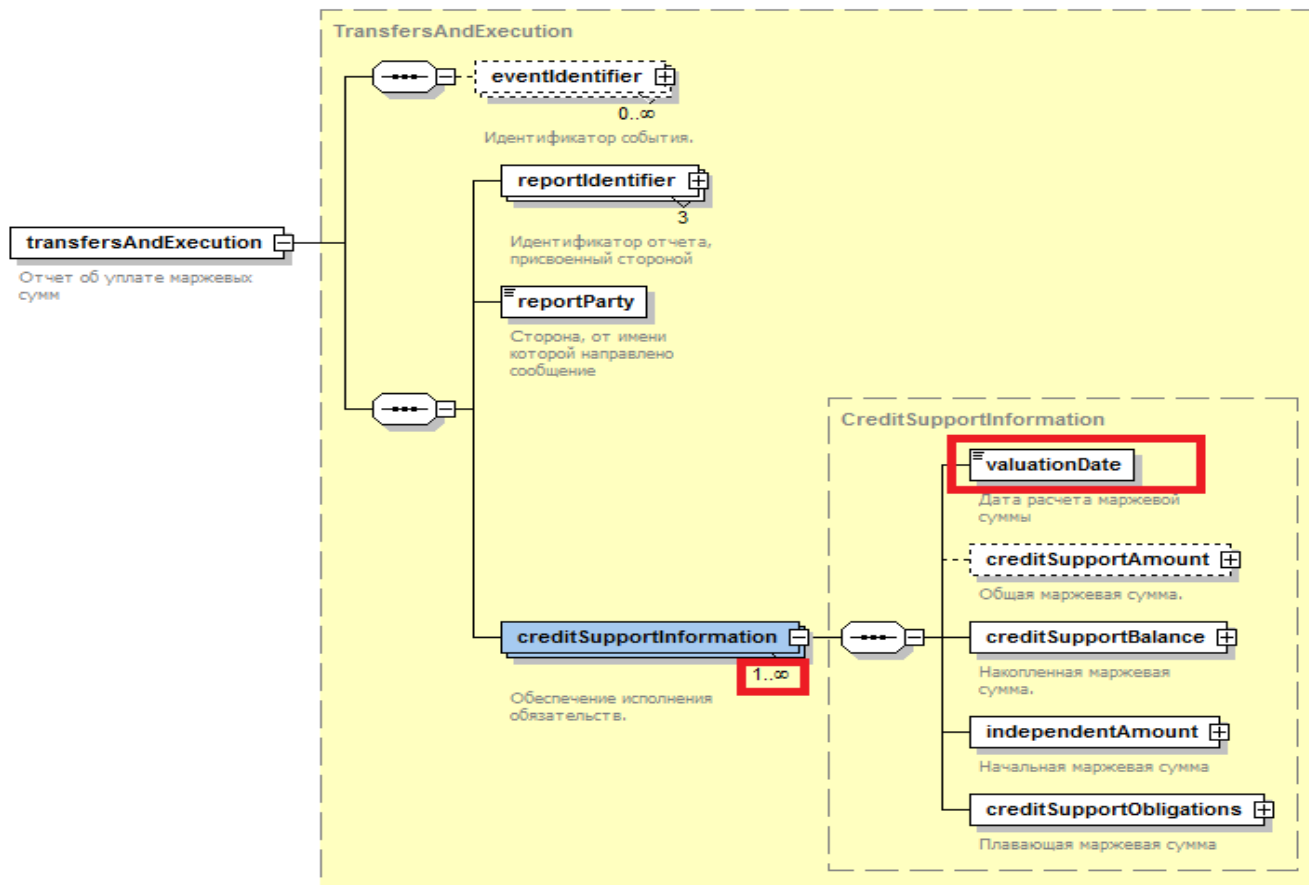 TransfersAndExecution
eventIdentifier
0..∞
Идентификатор события.
reportIdentifier
3
Идентификатор отчета,
присвоенный стороной
transfersAndExecution
Отчет об уплате маржевых
сумм
reportParty
Сторона, от имени
которой направлено
сообщение
CreditSupportInformation
valuationDate
Дата расчета маржевой
суммы
creditSupportAmount
Общая маржевая сумма.
creditSupportInformation
1..∞
Обеспечение исполнения
обязательств.
creditSupportBalance
Накопленная маржевая
сумма.
independentAmount
Начальная маржевая сумма
creditSupportObligations
Плавающая маржевая сумма